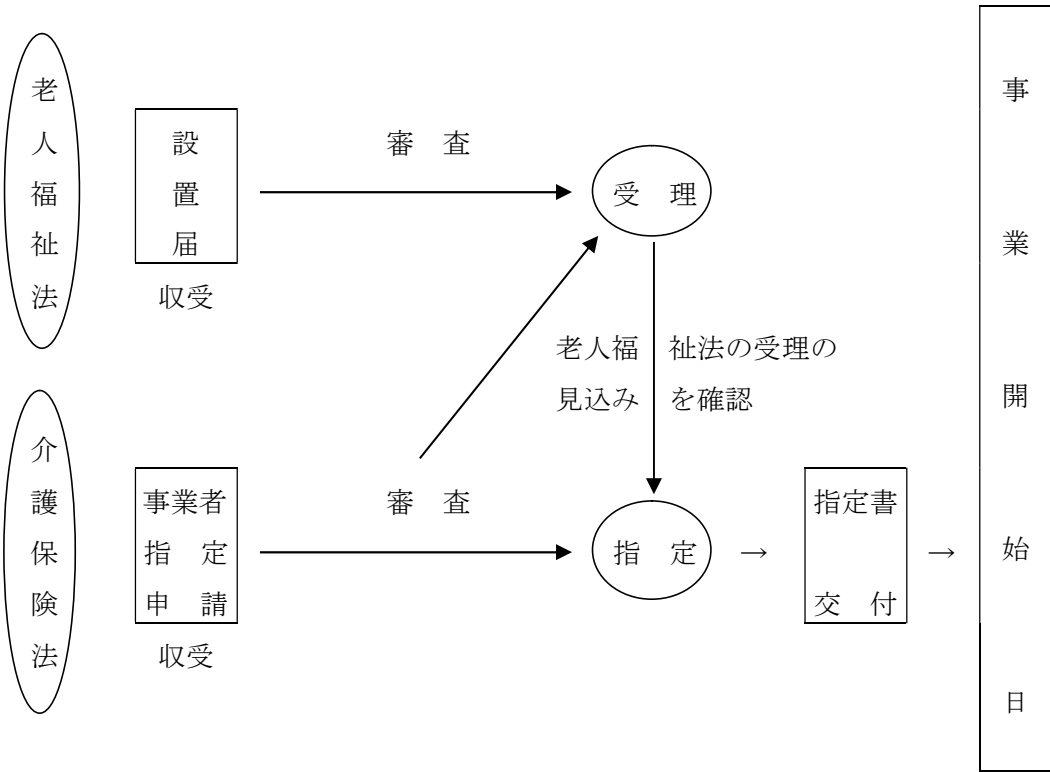 老人福祉法
設置届
収受
審　査
受　理
老人福祉法の受理の
見込みを確認
介護保険法
事業者
指　定
申　請
収受
審　査
指　定
→
指定書
交　付
→
事業開始日